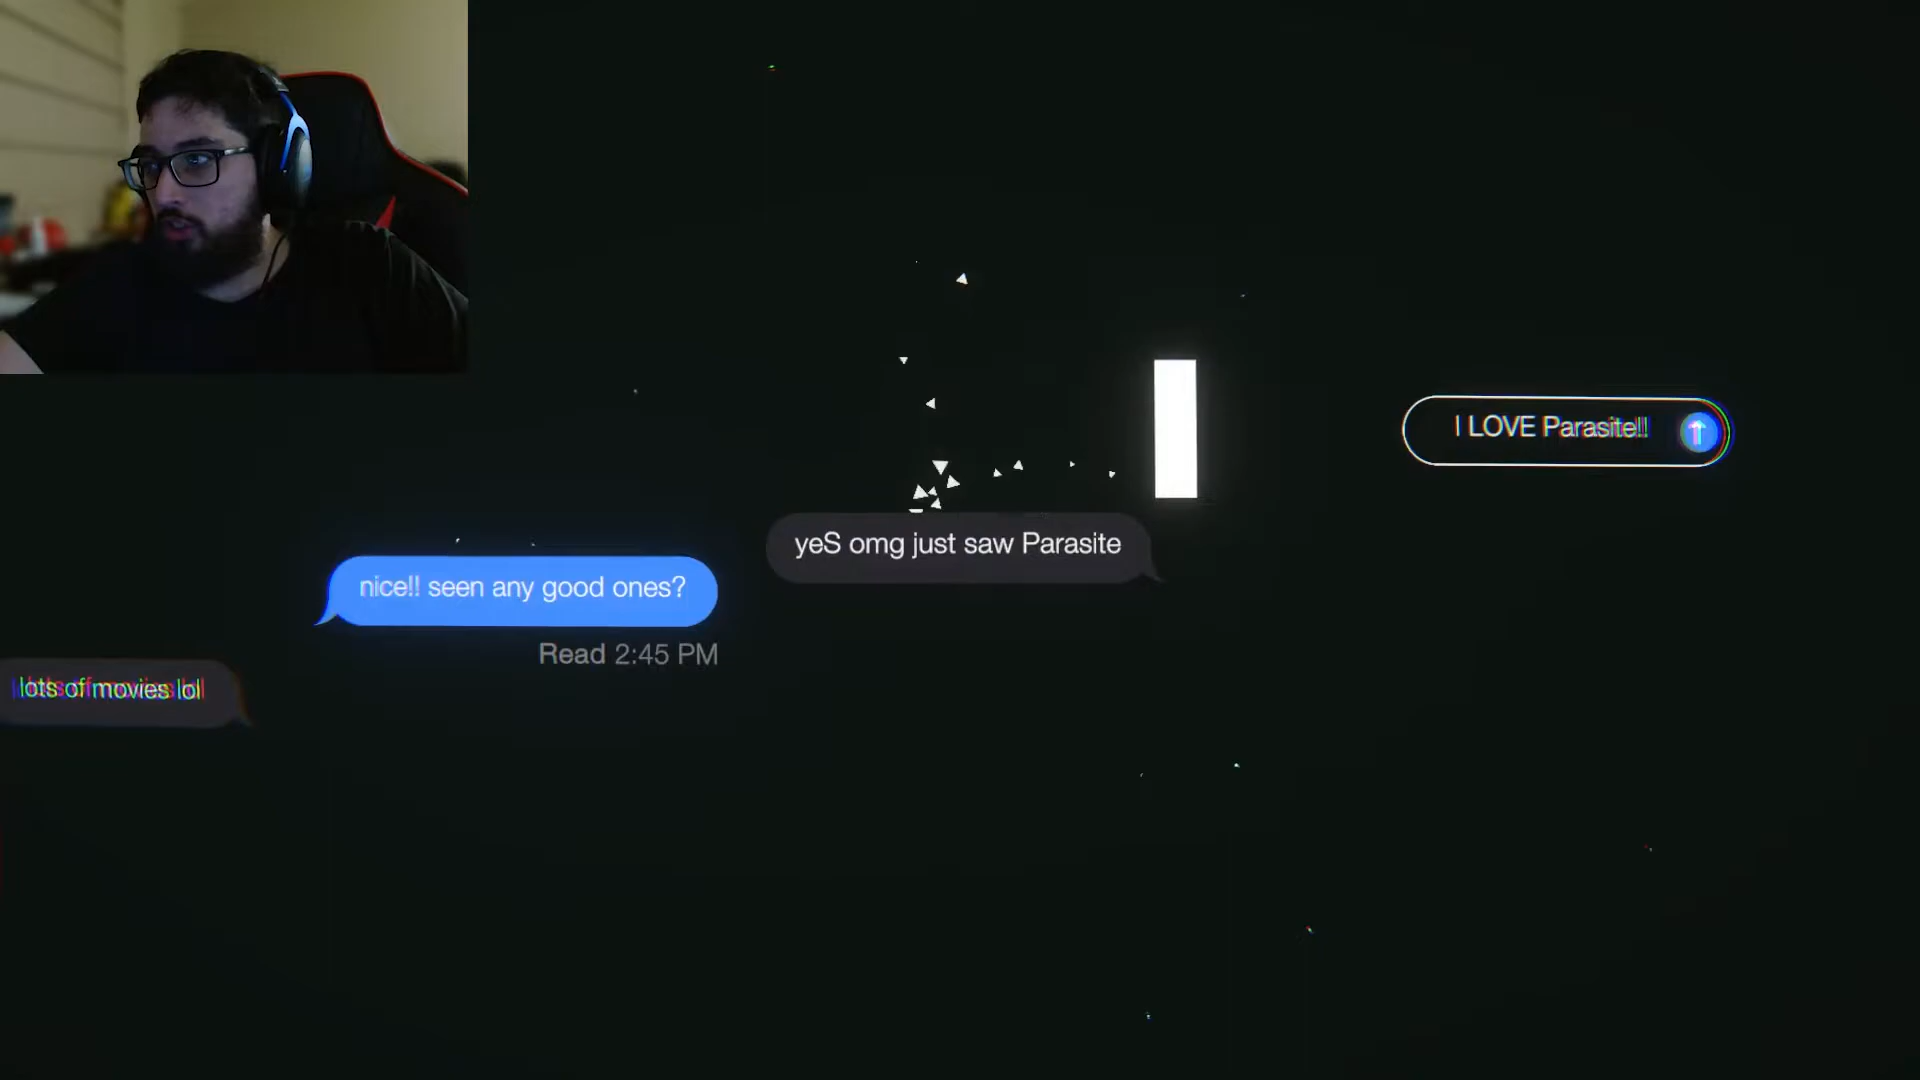 lots of movies lol
nice!! seen any good ones?
Read 2:45 PM
yeS omg just saw Parasite
I LOVE Parasite!!